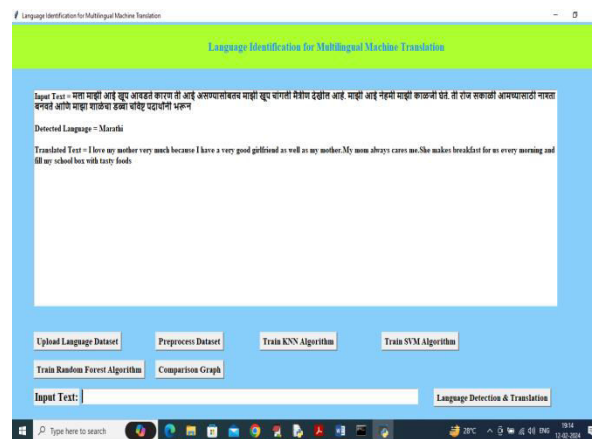 Language Identification for Multilingual Machine Translation
Language Identification for Multilingual Machine Translation
Input Text = मला माझी आई खुप आवडते कारण ती आई असण्यासोबतच माझी खूप चांगली मैत्रीण देखील आहे. माझी आई नेहमी माझी काळजी घेते. ती रोज सकाळी आमच्यासाठी नाश्ता
बनवते आणि माझा शाळेचा डब्बा चविष्ट पदार्थांनी भरून
Detected Language = Marathi
Translated Text = I love my mother very much because I have a very good girlfriend as well as my mother.My mom always cares me.She makes breakfast for us every morning and
fill my school box with tasty foods
Upload Language Dataset Preprocess Dataset Train KNN Algorithm Train SVM Algorithm
Train Random Forest Algorithm Comparison Graph
Input Text: Language Detection & Translation
Type here to search 28°C ENG 19:14
12-02-2024